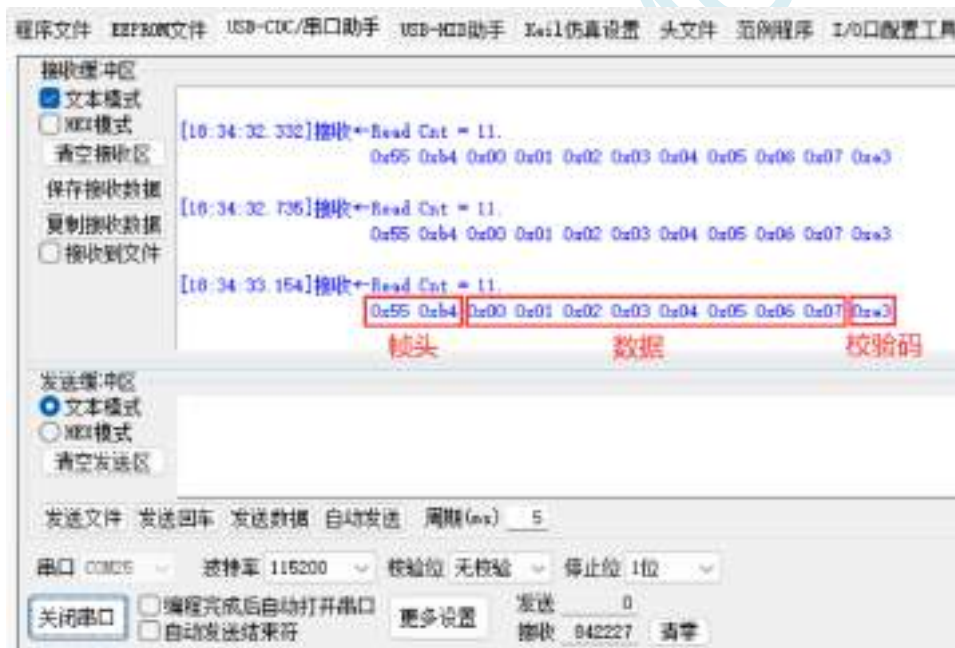 程序文件 EEPROM文件 USB-CDC/串口助手 USB-HID助手 Keil仿真设置 头文件 范例程序 I/O口配置工具
接收缓冲区
文本模式
HEX模式
清空接收区
保存接收数据
复制接收数据
接收到文件
[18:34:32.332]接收←Read Cnt = 11.
0x55 0xb4 0x00 0x01 0x02 0x03 0x04 0x05 0x06 0x07 0xe3
[18:34:32.735]接收←Read Cnt = 11.
0x55 0xb4 0x00 0x01 0x02 0x03 0x04 0x05 0x06 0x07 0xe3
[18:34:33.154]接收←Read Cnt = 11.
0x55 0xb4 0x00 0x01 0x02 0x03 0x04 0x05 0x06 0x07 0xe3
帧头 数据 校验码
发送缓冲区
文本模式
HEX模式
清空发送区
发送文件 发送回车 发送数据 自动发送 周期(ms) 5
串口 COM25 波特率 115200 校验位 无校验 停止位 1位
关闭串口 编程完成后自动打开串口 更多设置 发送 0
自动发送结束符 接收 842227 清零